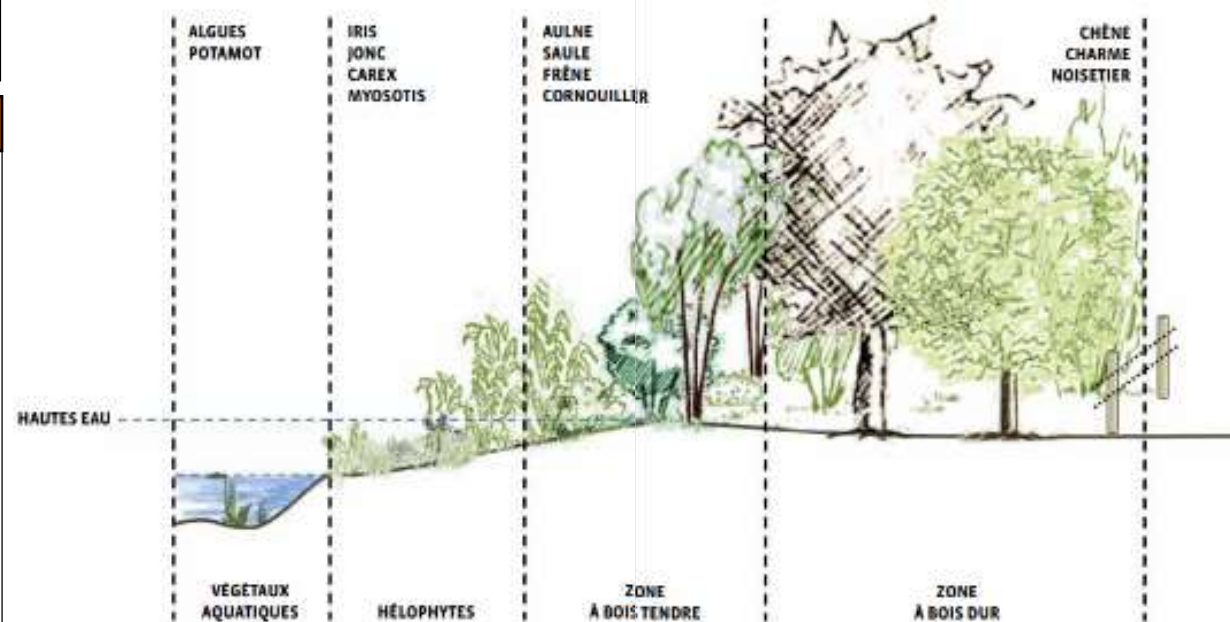 ALGUES
POTAMOT
IRIS
JONC
CAREX
MYOSOTIS
AULNE
SAULE
FRÊNE
CORNOUILLER
CHÊNE
CHARME
NOISETIER
HAUTES EAU
VÉGÉTAUX
AQUATIQUES
HÉLOPHYTES
ZONE
À BOIS TENDRE
ZONE
À BOIS DUR